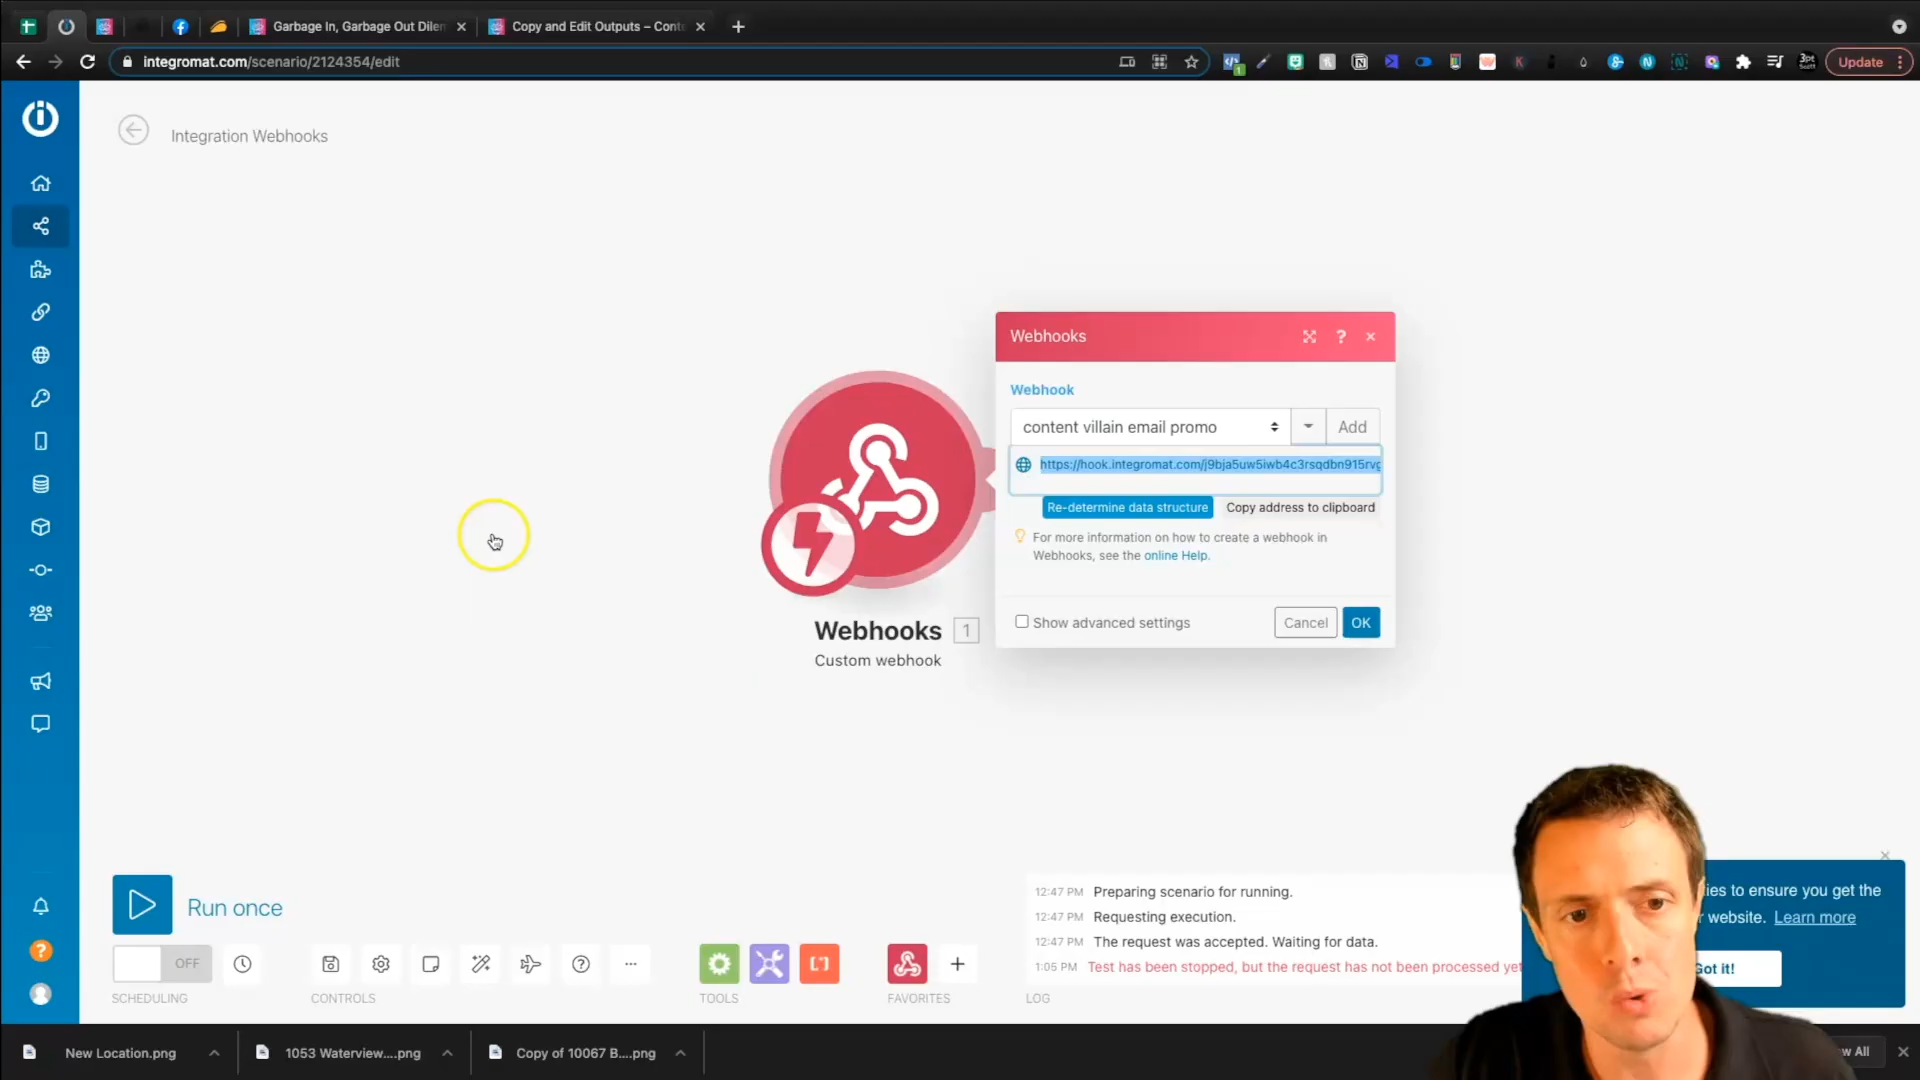 Garbage In, Garbage Out Dilem
Copy and Edit Outputs – Conte
integromat.com/scenario/2124354/edit
3pt
Update
Integration Webhooks
Webhooks
Webhook
content villain email promo
Add
https://hook.integromat.com/j9bja5uw5iwb4c3rsqdbn915rvg
Re-determine data structure
Copy address to clipboard
For more information on how to create a webhook in
Webhooks, see the online Help.
Show advanced settings
Cancel
OK
Webhooks 1
Custom webhook
Run once
OFF
SCHEDULING
CONTROLS
TOOLS
FAVORITES
LOG
12:47 PM Preparing scenario for running.
12:47 PM Requesting execution.
12:47 PM The request was accepted. Waiting for data.
1:05 PM Test has been stopped, but the request has not been processed yet
ies to ensure you get the
r website. Learn more
Got it!
New Location.png
1053 Waterview....png
Copy of 10067 B....png
w All